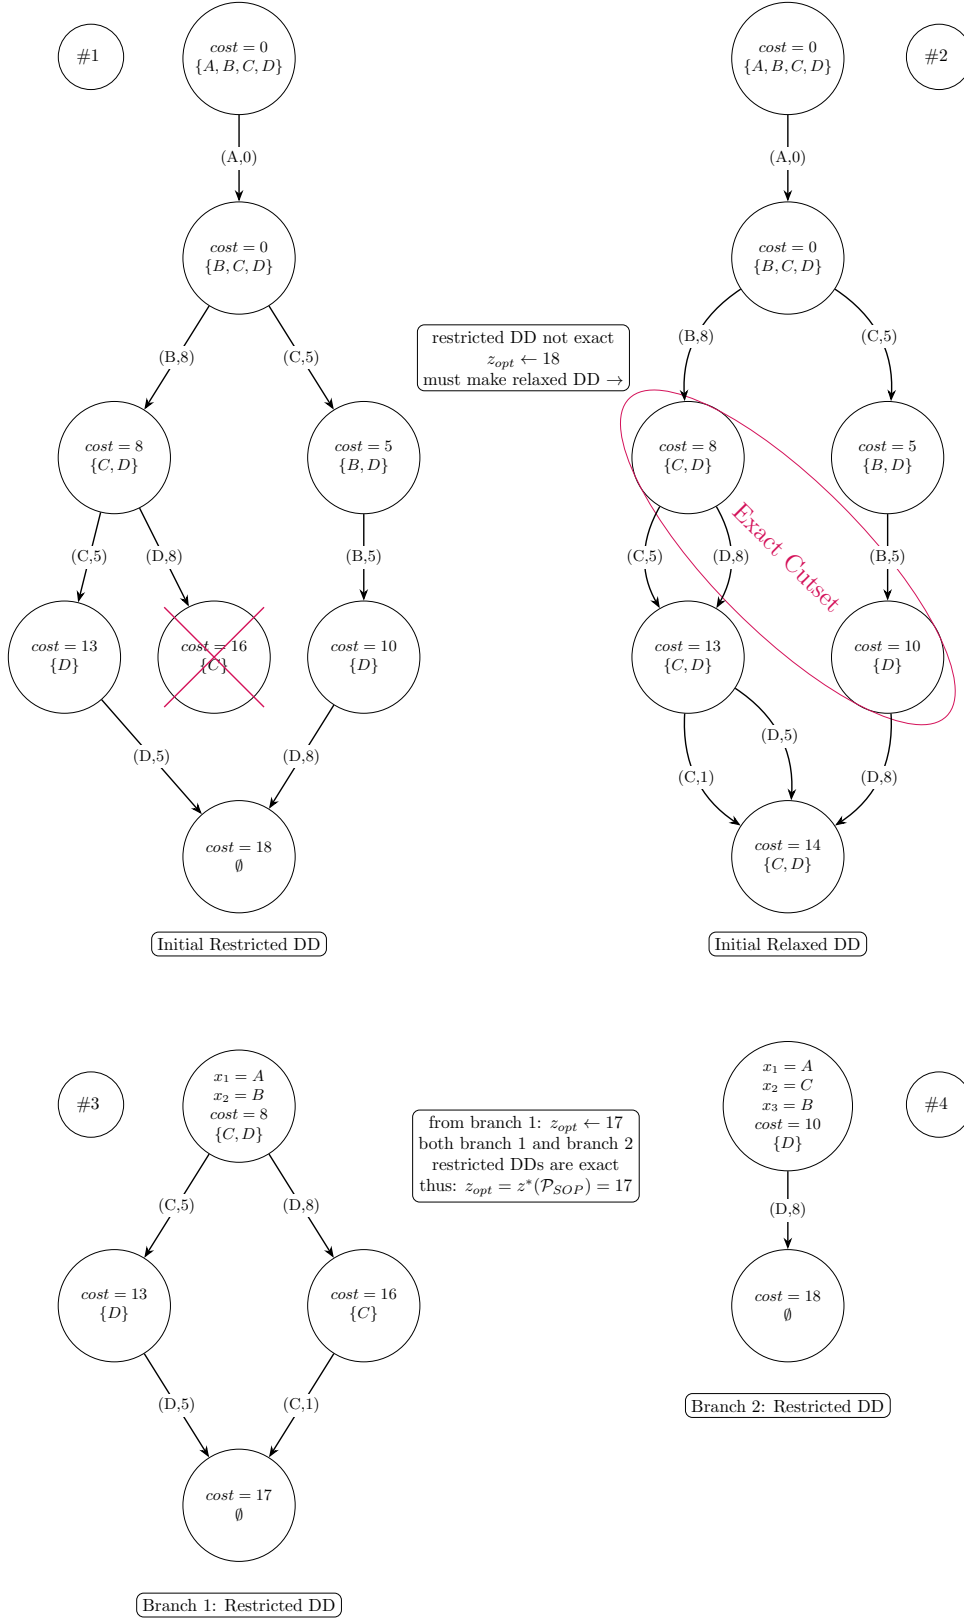 #1
cost = 0
{A, B, C, D}
(A,0)
cost = 0
{B, C, D}
(B,8)
(C,5)
cost = 8
{C, D}
cost = 5
{B, D}
(C,5)
(D,8)
(B,5)
cost = 13
{D}
cost = 16
{C}
cost = 10
{D}
(D,5)
(D,8)
cost = 18
∅
Initial Restricted DD
restricted DD not exact
z_opt ← 18
must make relaxed DD →
#2
cost = 0
{A, B, C, D}
(A,0)
cost = 0
{B, C, D}
(B,8)
(C,5)
cost = 8
{C, D}
cost = 5
{B, D}
Exact Cutset
(C,5)
(D,8)
(B,5)
cost = 13
{C, D}
cost = 10
{D}
(D,5)
(C,1)
(D,8)
cost = 14
{C, D}
Initial Relaxed DD
#3
x₁ = A
x₂ = B
cost = 8
{C, D}
(C,5)
(D,8)
cost = 13
{D}
cost = 16
{C}
(D,5)
(C,1)
cost = 17
∅
Branch 1: Restricted DD
from branch 1: z_opt ← 17
both branch 1 and branch 2
restricted DDs are exact
thus: z_opt = z*(𝒫_SOP) = 17
#4
x₁ = A
x₂ = C
x₃ = B
cost = 10
{D}
(D,8)
cost = 18
∅
Branch 2: Restricted DD